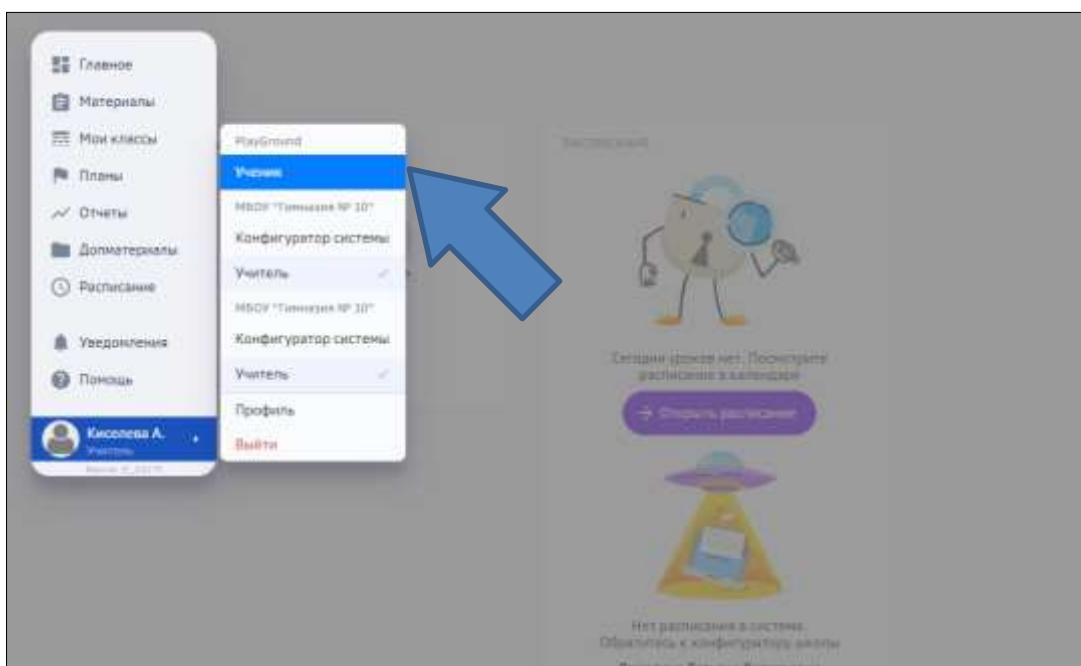 Главное
Материалы
Мои классы
Планы
Отчеты
Допматериалы
Расписание
Уведомления
Помощь
Киселева А.
Учитель
PlayGround
Ученик
МБОУ "Гимназия № 10"
Конфигуратор системы
Учитель
МБОУ "Гимназия № 10"
Конфигуратор системы
Учитель
Профиль
Выйти
РАСПИСАНИЕ
Сегодня уроков нет. Посмотрите
расписание в календаре
→ Открыть расписание
Нет расписания в системе.
Обратитесь к конфигуратору школы